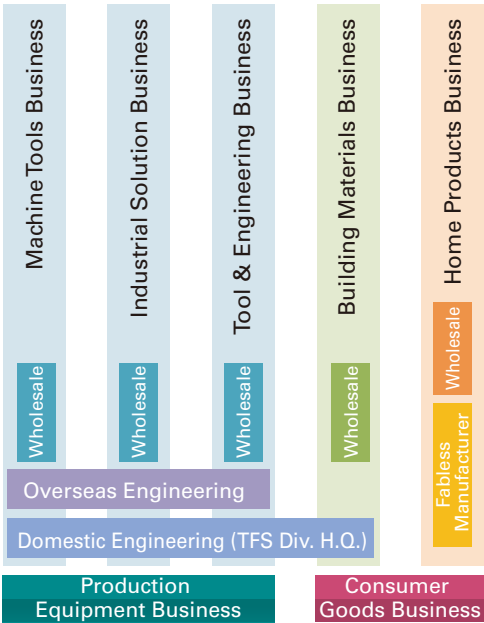 Machine Tools Business
Industrial Solution Business
Tool & Engineering Business
Building Materials Business
Home Products Business
Wholesale
Wholesale
Wholesale
Wholesale
Wholesale
Fabless
Manufacturer
Overseas Engineering
Domestic Engineering (TFS Div. H.Q.)
Production
Equipment Business
Consumer
Goods Business